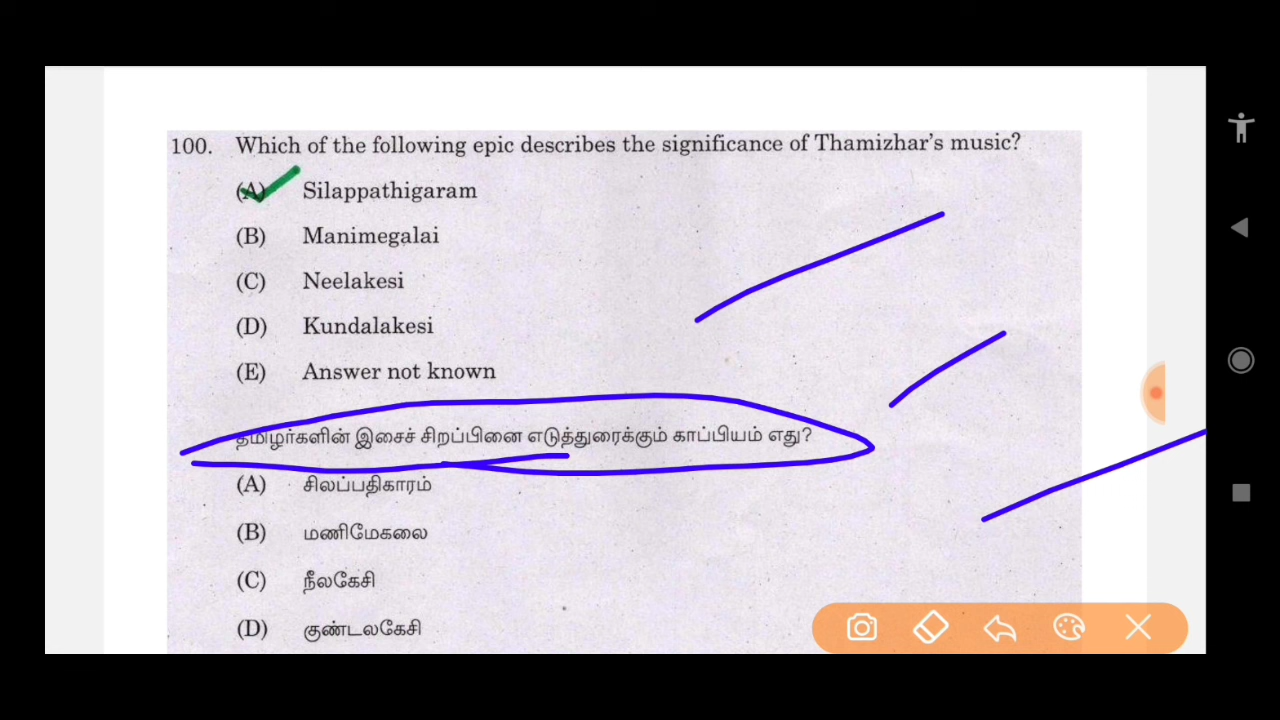 100. Which of the following epic describes the significance of Thamizhar's music?
(A) Silappathigaram
(B) Manimegalai
(C) Neelakesi
(D) Kundalakesi
(E) Answer not known
தமிழர்களின் இசைச் சிறப்பினை எடுத்துரைக்கும் காப்பியம் எது?
(A) சிலப்பதிகாரம்
(B) மணிமேகலை
(C) நீலகேசி
(D) குண்டலகேசி